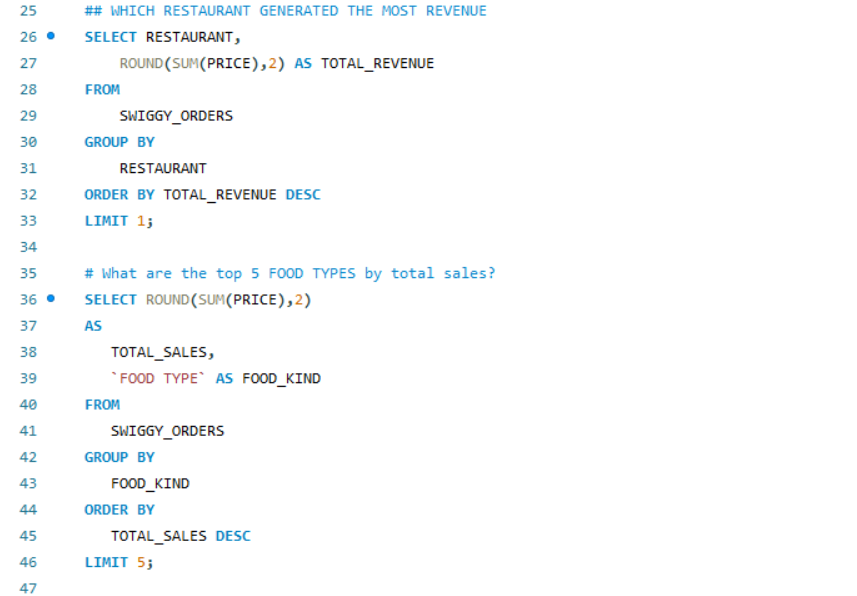 25 ## WHICH RESTAURANT GENERATED THE MOST REVENUE
26 SELECT RESTAURANT,
27 ROUND(SUM(PRICE),2) AS TOTAL_REVENUE
28 FROM
29 SWIGGY_ORDERS
30 GROUP BY
31 RESTAURANT
32 ORDER BY TOTAL_REVENUE DESC
33 LIMIT 1;
34
35 # What are the top 5 FOOD TYPES by total sales?
36 SELECT ROUND(SUM(PRICE),2)
37 AS
38 TOTAL_SALES,
39 `FOOD TYPE` AS FOOD_KIND
40 FROM
41 SWIGGY_ORDERS
42 GROUP BY
43 FOOD_KIND
44 ORDER BY
45 TOTAL_SALES DESC
46 LIMIT 5;
47